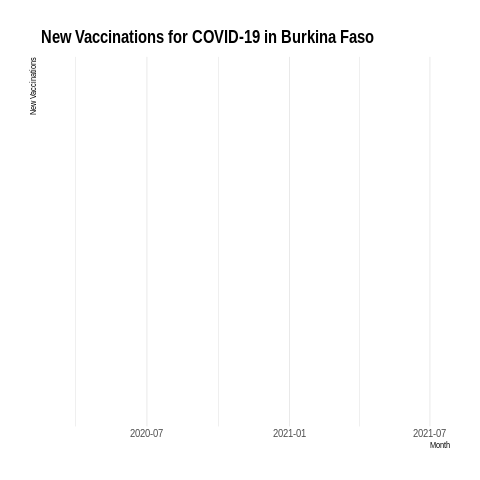 New Vaccinations for COVID-19 in Burkina Faso
New Vaccinations
2020-07
2021-01
2021-07
Month